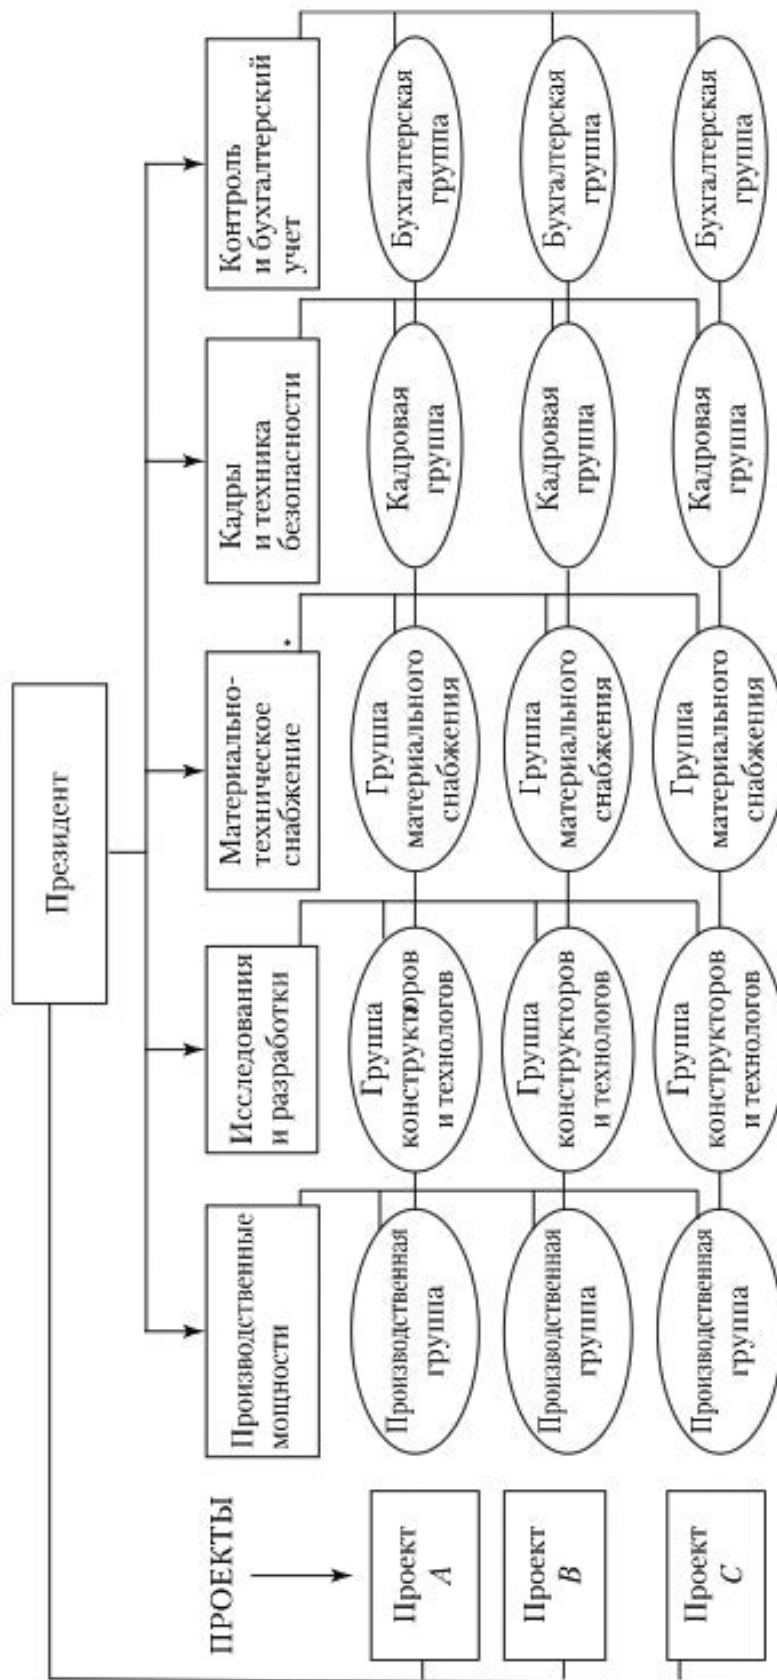 Президент
Производственные
мощности
Исследования
и разработки
Материально-
техническое
снабжение
Кадры
и техника
безопасности
Контроль
и бухгалтерский
учет
ПРОЕКТЫ
Проект
A
Производственная
группа
Группа
конструкторов
и технологов
Группа
материального
снабжения
Кадровая
группа
Бухгалтерская
группа
Проект
B
Производственная
группа
Группа
конструкторов
и технологов
Группа
материального
снабжения
Кадровая
группа
Бухгалтерская
группа
Проект
C
Производственная
группа
Группа
конструкторов
и технологов
Группа
материального
снабжения
Кадровая
группа
Бухгалтерская
группа